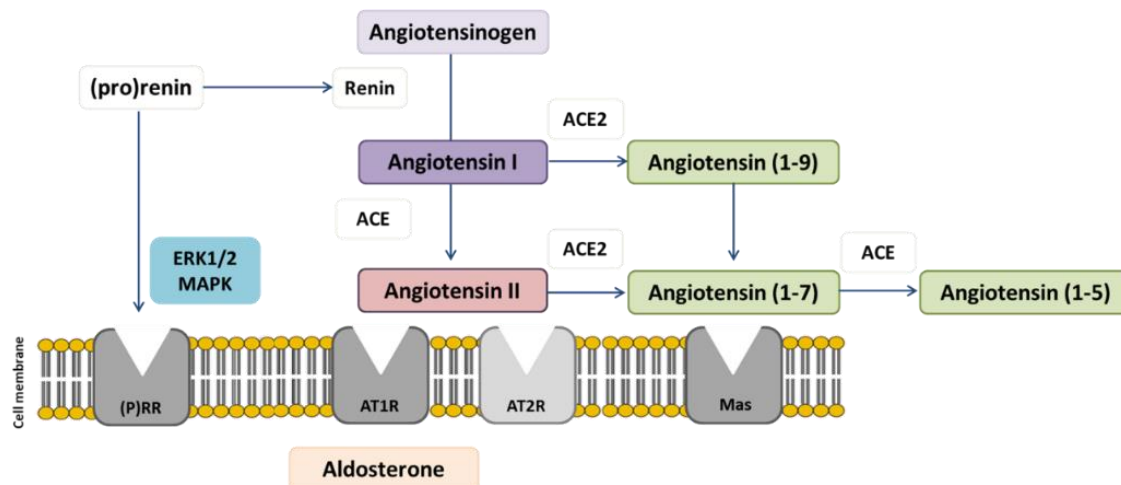 Angiotensinogen
(pro)renin
Renin
ACE2
Angiotensin I
Angiotensin (1-9)
ACE
ERK1/2
MAPK
ACE2
ACE
Angiotensin II
Angiotensin (1-7)
Angiotensin (1-5)
Cell membrane
(P)RR
AT1R
AT2R
Mas
Aldosterone